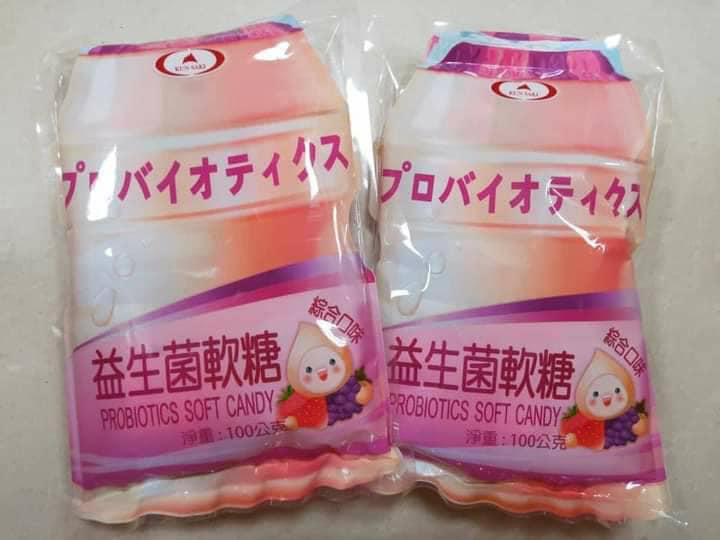 KUN SAKI
プロバイオティクス
綜合口味
益生菌軟糖
PROBIOTICS SOFT CANDY
淨重：100公克
KUN SAKI
プロバイオティクス
綜合口味
益生菌軟糖
PROBIOTICS SOFT CANDY
淨重：100公克